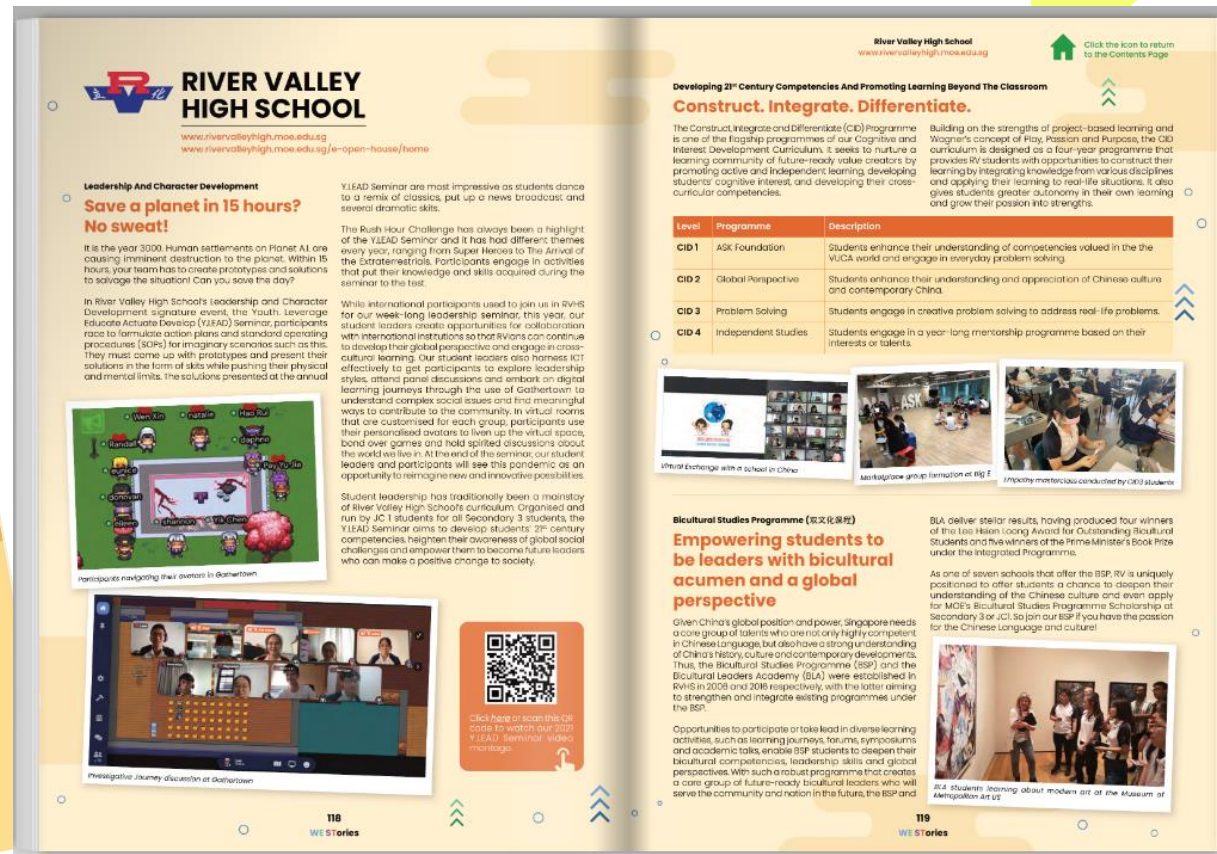 RIVER VALLEY
HIGH SCHOOL
www.rivervalleyhigh.moe.edu.sg
www.rivervalleyhigh.moe.edu.sg/e-open-house/home
Leadership And Character Development
Save a planet in 15 hours?
No sweat!
It is the year 3000. Human settlements on Planet A.I. are
causing imminent destruction to the planet. Within 15
hours, your team has to create prototypes and solutions
to salvage the situation! Can you save the day?
In River Valley High School's Leadership and Character
Development signature event, the Youth. Leverage
Educate Actuate Develop (Y.LEAD) Seminar, participants
race to formulate action plans and standard operating
procedures (SOPs) for imaginary scenarios such as this.
They must come up with prototypes and present their
solutions in the form of skits while pushing their physical
and mental limits. The solutions presented at the annual
Y.LEAD Seminar are most impressive as students dance
to a remix of classics, put up a news broadcast and
several dramatic skits.
The Rush Hour Challenge has always been a highlight
of the Y.LEAD Seminar and it has had different themes
every year, ranging from Super Heroes to The Arrival of
the Extraterrestrials. Participants engage in activities
that put their knowledge and skills acquired during the
seminar to the test.
While international participants used to join us in RVHS
for our week-long leadership seminar, this year, our
student leaders create opportunities for collaboration
with international institutions so that RVians can continue
to develop their global perspective and engage in cross-
cultural learning. Our student leaders also harness ICT
effectively to get participants to explore leadership
styles, attend panel discussions and embark on digital
learning journeys through the use of Gathertown to
understand complex social issues and find meaningful
ways to contribute to the community. In virtual rooms
that are customised for each group, participants use
their personalised avatars to liven up the virtual space,
bond over games and hold spirited discussions about
the world we live in. At the end of the seminar, our student
leaders and participants will see this pandemic as an
opportunity to reimagine new and innovative possibilities.
Student leadership has traditionally been a mainstay
of River Valley High School's curriculum. Organised and
run by JC 1 students for all Secondary 3 students, the
Y.LEAD Seminar aims to develop students' 21st century
competencies, heighten their awareness of global social
challenges and empower them to become future leaders
who can make a positive change to society.
Wen Xin
natalie
Hao Rui
Randall
daphne
eunice
Pay Yu Jia
donovan
eileen
shannon
Yik Chen
Participants navigating their avatars in Gathertown
Investigative Journey discussion at Gathertown
Click here or scan this QR
code to watch our 2021
Y.LEAD Seminar video
montage.
118
WE STories
River Valley High School
www.rivervalleyhigh.moe.edu.sg
Click the icon to return
to the Contents Page
Developing 21st Century Competencies And Promoting Learning Beyond The Classroom
Construct. Integrate. Differentiate.
The Construct, Integrate and Differentiate (CID) Programme
is one of the flagship programmes of our Cognitive and
Interest Development Curriculum. It seeks to nurture a
learning community of future-ready value creators by
promoting active and independent learning, developing
students' cognitive interest, and developing their cross-
curricular competencies.
Building on the strengths of project-based learning and
Wagner's concept of Play, Passion and Purpose, the CID
curriculum is designed as a four-year programme that
provides RV students with opportunities to construct their
learning by integrating knowledge from various disciplines
and applying their learning to real-life situations. It also
gives students greater autonomy in their own learning
and grow their passion into strengths.
Level Programme Description
CID 1 ASK Foundation Students enhance their understanding of competencies valued in the the
VUCA world and engage in everyday problem solving.
CID 2 Global Perspective Students enhance their understanding and appreciation of Chinese culture
and contemporary China.
CID 3 Problem Solving Students engage in creative problem solving to address real-life problems.
CID 4 Independent Studies Students engage in a year-long mentorship programme based on their
interests or talents.
ASK
Virtual Exchange with a school in China
Marketplace group formation at Big E
Empathy masterclass conducted by CID3 students
Bicultural Studies Programme (双文化课程)
Empowering students to
be leaders with bicultural
acumen and a global
perspective
Given China's global position and power, Singapore needs
a core group of talents who are not only highly competent
in Chinese Language, but also have a strong understanding
of China's history, culture and contemporary developments.
Thus, the Bicultural Studies Programme (BSP) and the
Bicultural Leaders Academy (BLA) were established in
RVHS in 2006 and 2016 respectively, with the latter aiming
to strengthen and integrate existing programmes under
the BSP.
Opportunities to participate or take lead in diverse learning
activities, such as learning journeys, forums, symposiums
and academic talks, enable BSP students to deepen their
bicultural competencies, leadership skills and global
perspectives. With such a robust programme that creates
a core group of future-ready bicultural leaders who will
serve the community and nation in the future, the BSP and
BLA deliver stellar results, having produced four winners
of the Lee Hsien Loong Award for Outstanding Bicultural
Students and five winners of the Prime Minister's Book Prize
under the Integrated Programme.
As one of seven schools that offer the BSP, RV is uniquely
positioned to offer students a chance to deepen their
understanding of the Chinese culture and even apply
for MOE's Bicultural Studies Programme Scholarship at
Secondary 3 or JC1. So join our BSP if you have the passion
for the Chinese Language and culture!
BLA students learning about modern art at the Museum of
Metropolitan Art US
119
WE STories